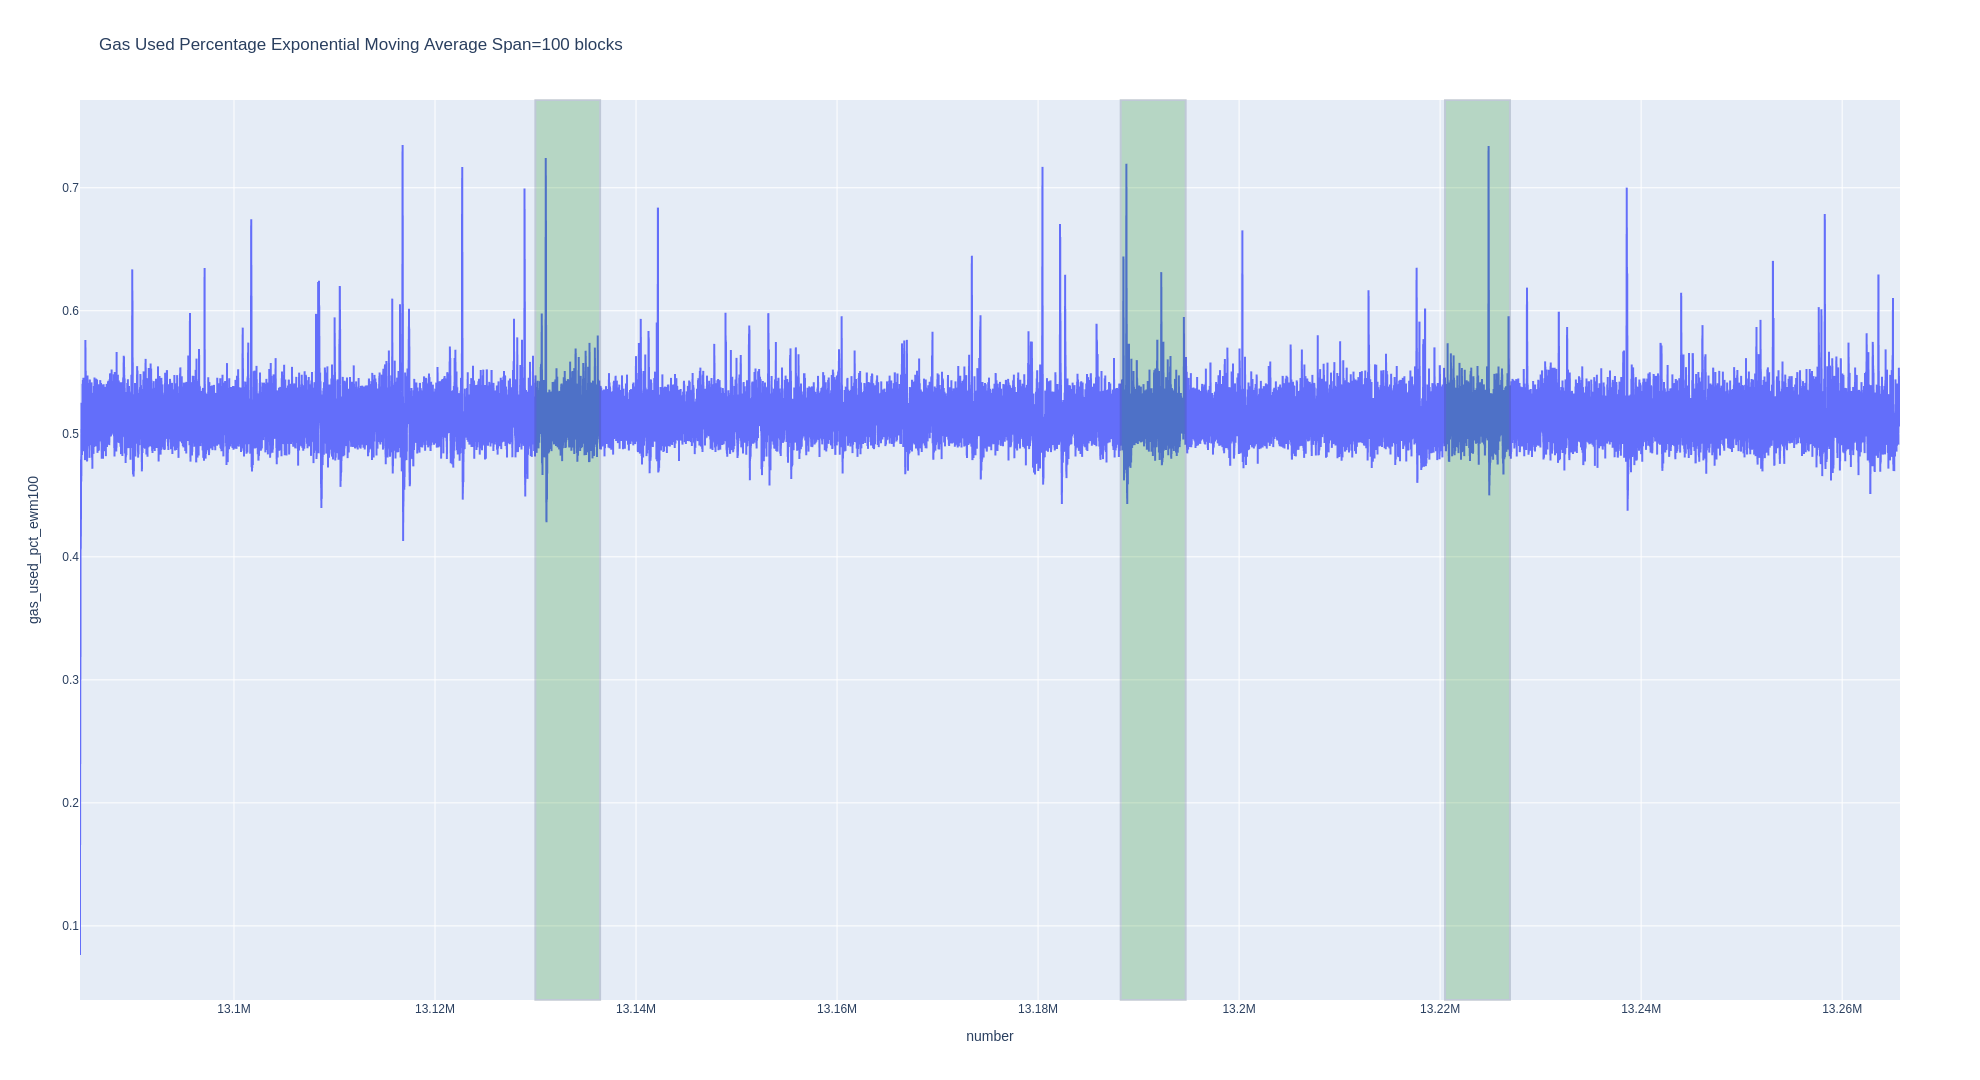 Gas Used Percentage Exponential Moving Average Span=100 blocks
0.7
0.6
0.5
0.4
0.3
0.2
0.1
gas_used_pct_ewm100
13.1M 13.12M 13.14M 13.16M 13.18M 13.2M 13.22M 13.24M 13.26M
number